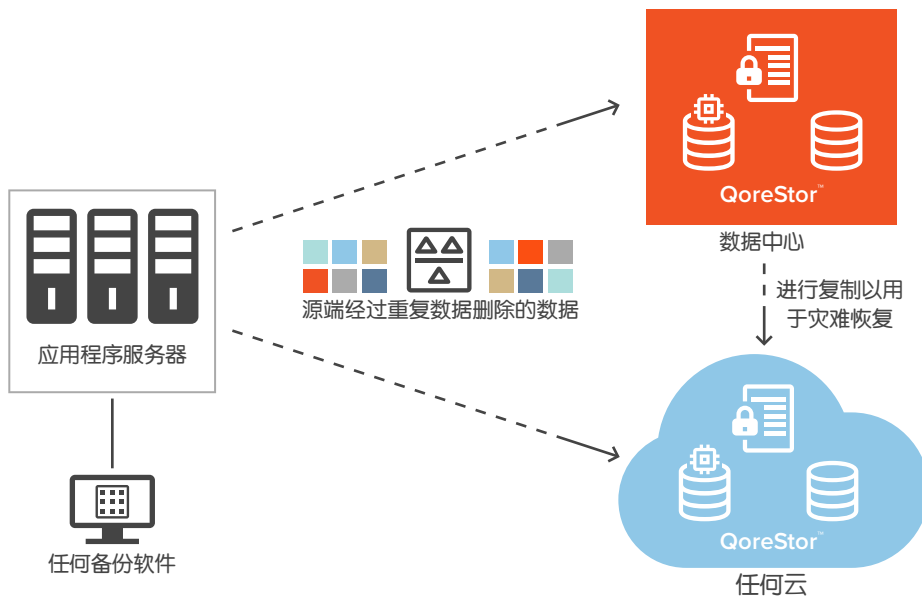 QoreStor™
数据中心
源端经过重复数据删除的数据
进行复制以用
于灾难恢复
应用程序服务器
任何备份软件
QoreStor™
任何云